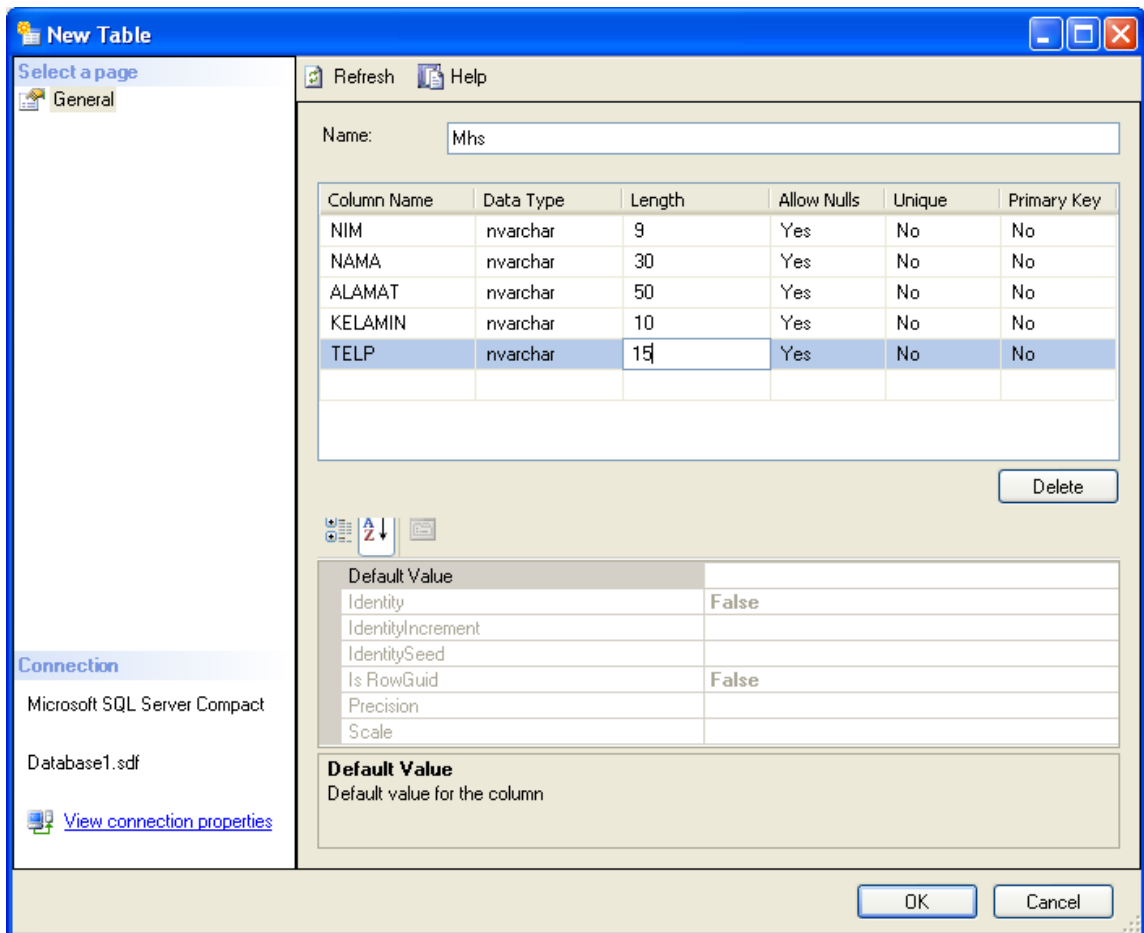 New Table
Select a page
General
Refresh Help
Name: Mhs
Column Name Data Type Length Allow Nulls Unique Primary Key
NIM nvarchar 9 Yes No No
NAMA nvarchar 30 Yes No No
ALAMAT nvarchar 50 Yes No No
KELAMIN nvarchar 10 Yes No No
TELP nvarchar 15 Yes No No
Delete
Default Value
Identity False
IdentityIncrement
IdentitySeed
Is RowGuid False
Precision
Scale
Default Value
Default value for the column
Connection
Microsoft SQL Server Compact
Database1.sdf
View connection properties
OK Cancel